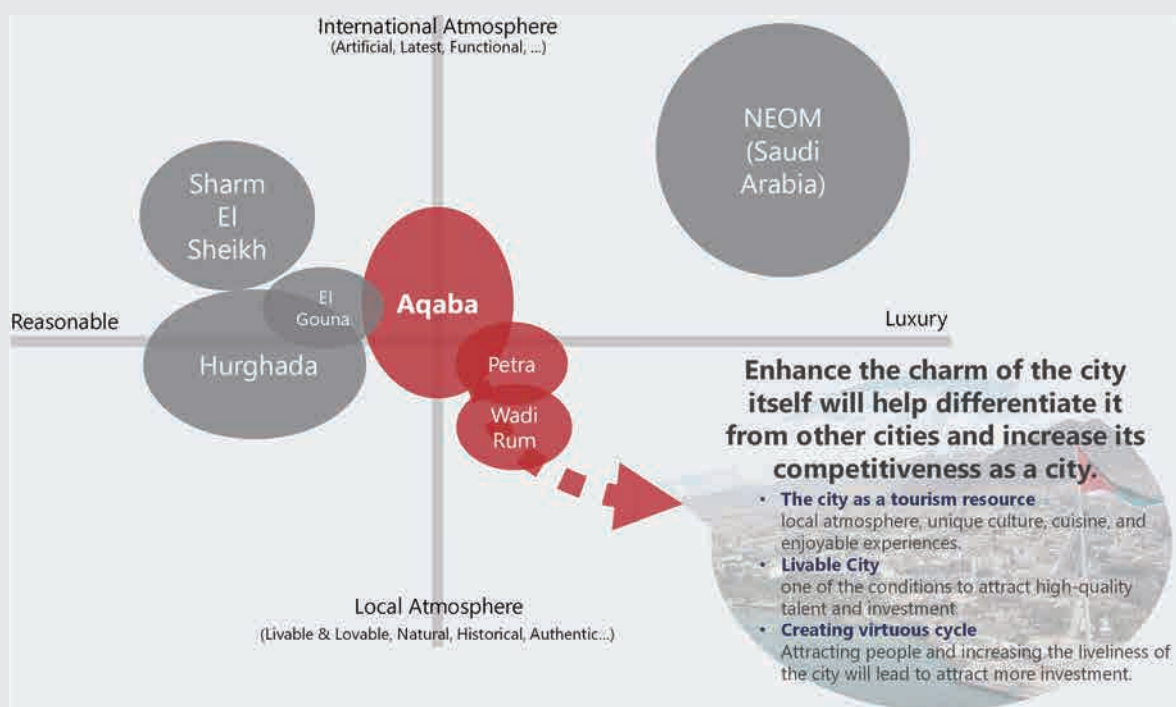 International Atmosphere
(Artificial, Latest, Functional, ...)
NEOM
(Saudi
Arabia)
Sharm
El
Sheikh
El
Gouna
Aqaba
Reasonable
Luxury
Hurghada
Petra
Wadi
Rum
Enhance the charm of the city
itself will help differentiate it
from other cities and increase its
competitiveness as a city.
• The city as a tourism resource
local atmosphere, unique culture, cuisine, and
enjoyable experiences.
• Livable City
one of the conditions to attract high-quality
talent and investment
• Creating virtuous cycle
Attracting people and increasing the liveliness of
the city will lead to attract more investment.
Local Atmosphere
(Livable & Lovable, Natural, Historical, Authentic...)